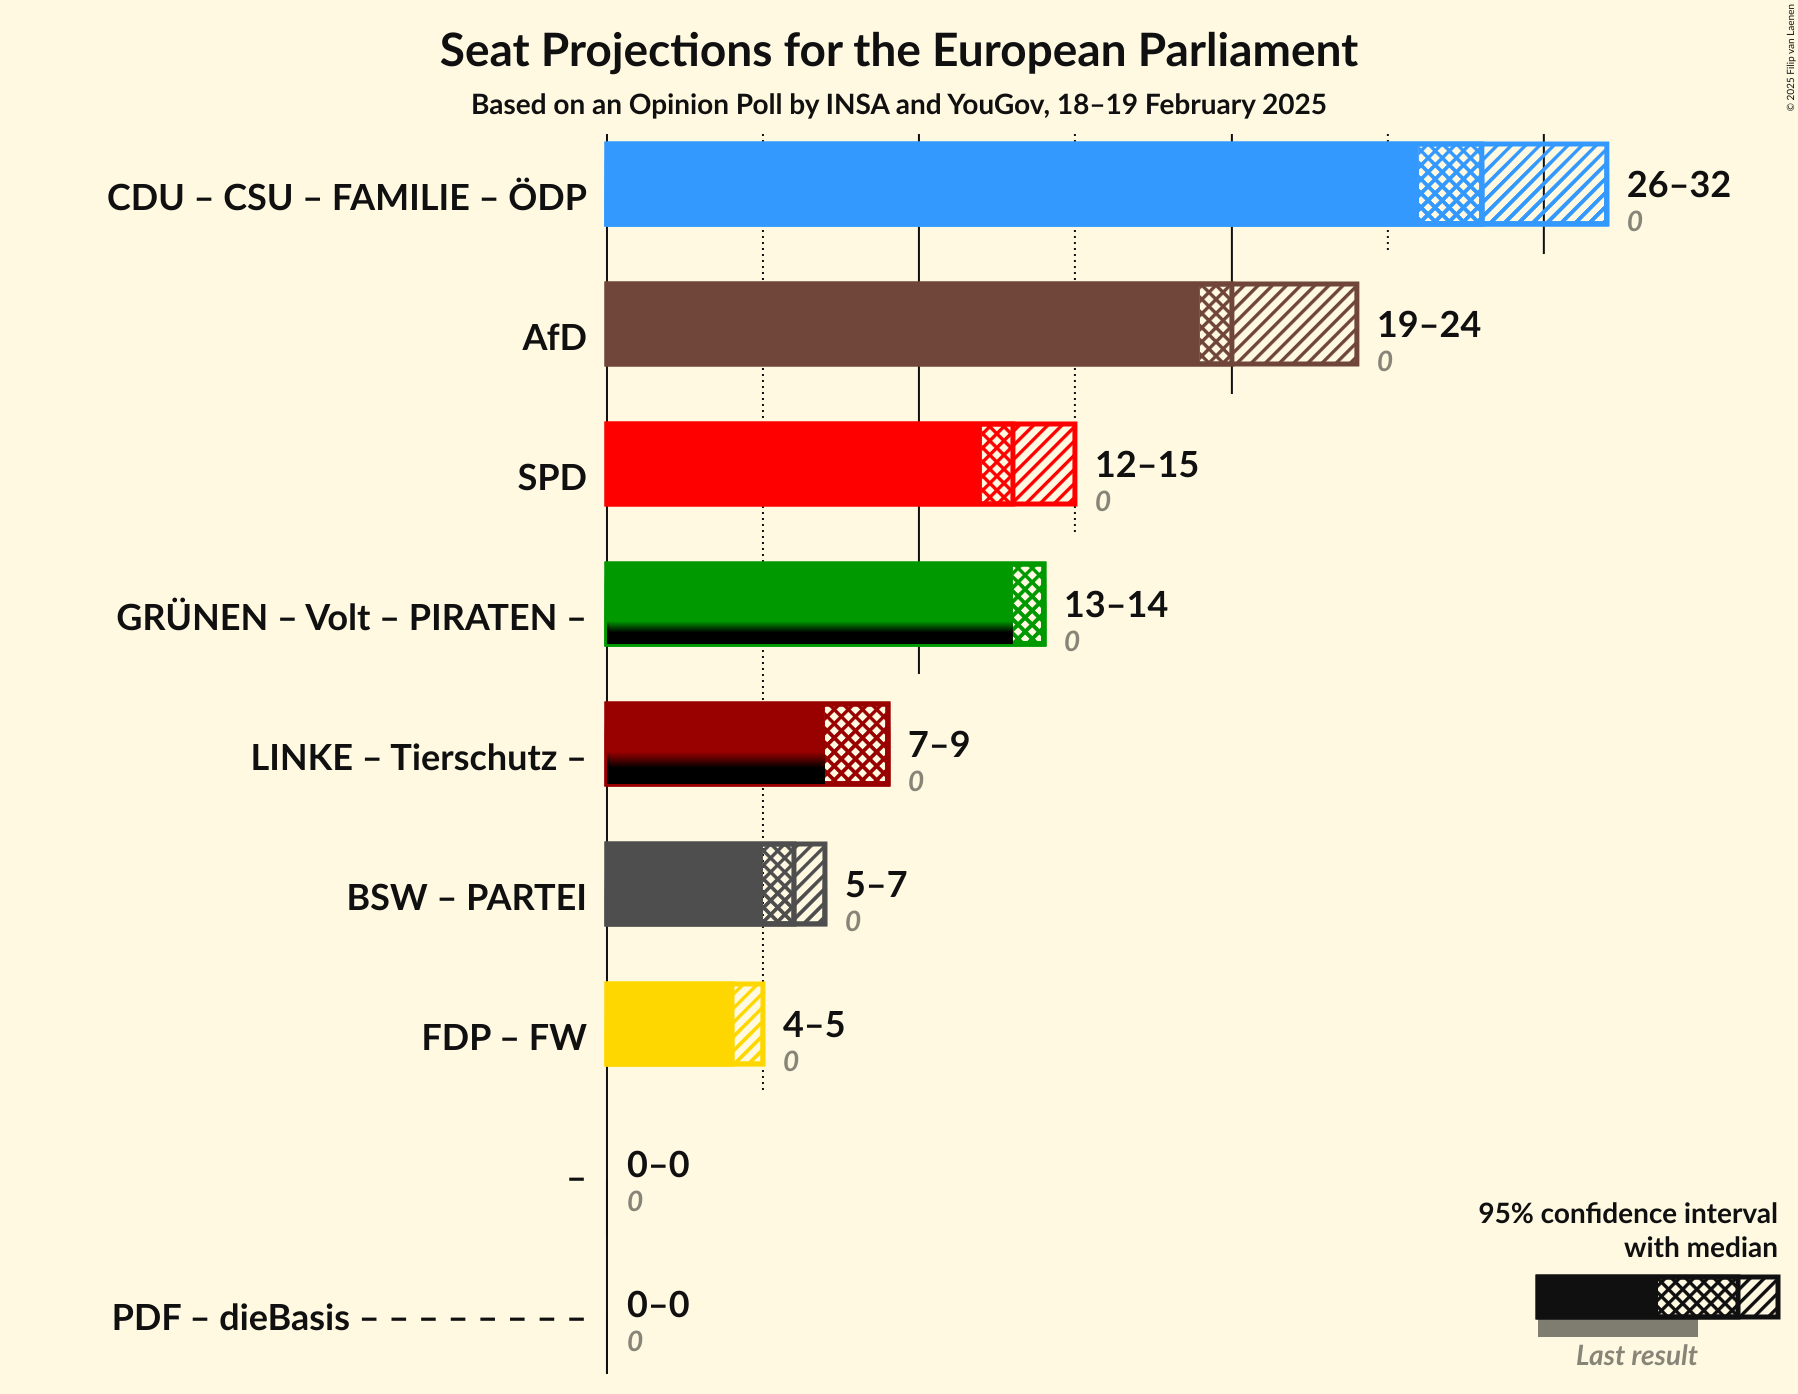 Seat Projections for the European Parliament
Based on an Opinion Poll by INSA and YouGov, 18–19 February 2025
© 2025 Filip van Laenen
CDU – CSU – FAMILIE – ÖDP
26–32
0
AfD
19–24
0
SPD
12–15
0
GRÜNEN – Volt – PIRATEN –
13–14
0
LINKE – Tierschutz –
7–9
0
BSW – PARTEI
5–7
0
FDP – FW
4–5
0
–
0–0
0
PDF – dieBasis – – – – – – – –
0–0
0
95% confidence interval
with median
Last result